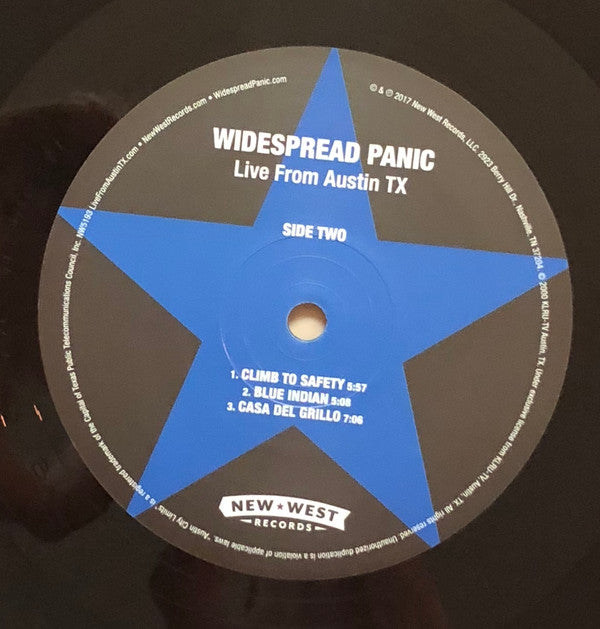 WIDESPREAD PANIC
Live From Austin TX
SIDE TWO
1. CLIMB TO SAFETY 5:57
2. BLUE INDIAN 5:08
3. CASA DEL GRILLO 7:06
NEW★WEST
RECORDS
NW5193 LiveFromAustinTX.com • NewWestRecords.com • WidespreadPanic.com
© & ℗ 2017 New West Records, LLC, 2923 Berry Hill Dr., Nashville, TN 37204. © 2000 KLRU-TV Austin, TX. Under exclusive license from KLRU-TV Austin, TX. All rights reserved. Unauthorized duplication is a violation of applicable laws. "Austin City Limits" is a registered trademark of the Capital of Texas Public Telecommunications Council, Inc.